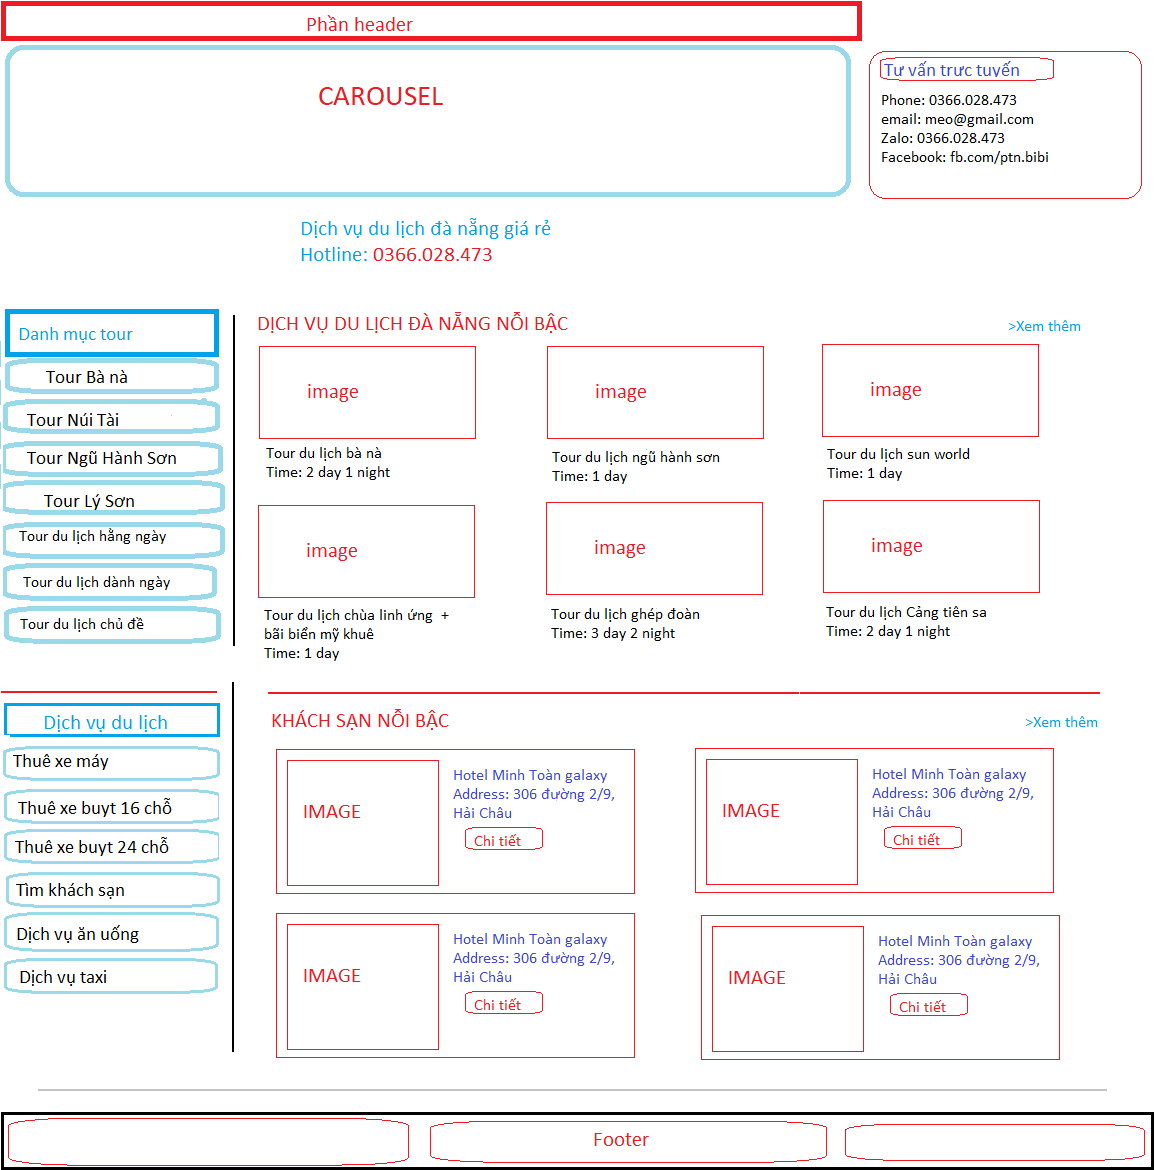 Phần header
CAROUSEL
Tư vấn trưc tuyến
Phone: 0366.028.473
email: meo@gmail.com
Zalo: 0366.028.473
Facebook: fb.com/ptn.bibi
Dịch vụ du lịch đà nẵng giá rẻ
Hotline: 0366.028.473
Danh mục tour
Tour Bà nà
Tour Núi Tài
Tour Ngũ Hành Sơn
Tour Lý Sơn
Tour du lịch hằng ngày
Tour du lịch dành ngày
Tour du lịch chủ đề
DỊCH VỤ DU LỊCH ĐÀ NẴNG NỖI BẬC
>Xem thêm
image
image
image
Tour du lịch bà nà
Time: 2 day 1 night
Tour du lịch ngũ hành sơn
Time: 1 day
Tour du lịch sun world
Time: 1 day
image
image
image
Tour du lịch chùa linh ứng +
bãi biển mỹ khuê
Time: 1 day
Tour du lịch ghép đoàn
Time: 3 day 2 night
Tour du lịch Cảng tiên sa
Time: 2 day 1 night
Dịch vụ du lịch
Thuê xe máy
Thuê xe buyt 16 chỗ
Thuê xe buyt 24 chỗ
Tìm khách sạn
Dịch vụ ăn uống
Dịch vụ taxi
KHÁCH SẠN NỖI BẬC
>Xem thêm
IMAGE
Hotel Minh Toàn galaxy
Address: 306 đường 2/9,
Hải Châu
Chi tiết
IMAGE
Hotel Minh Toàn galaxy
Address: 306 đường 2/9,
Hải Châu
Chi tiết
IMAGE
Hotel Minh Toàn galaxy
Address: 306 đường 2/9,
Hải Châu
Chi tiết
IMAGE
Hotel Minh Toàn galaxy
Address: 306 đường 2/9,
Hải Châu
Chi tiết
Footer